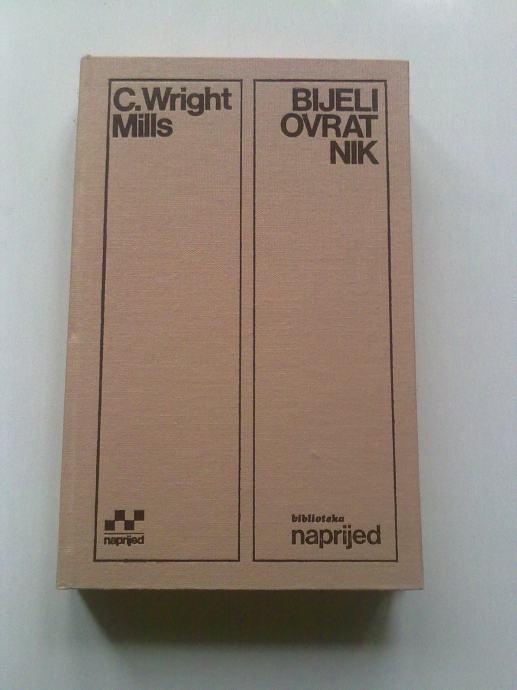 C.Wright
Mills
BIJELI
OVRAT
NIK
naprijed
biblioteka
naprijed